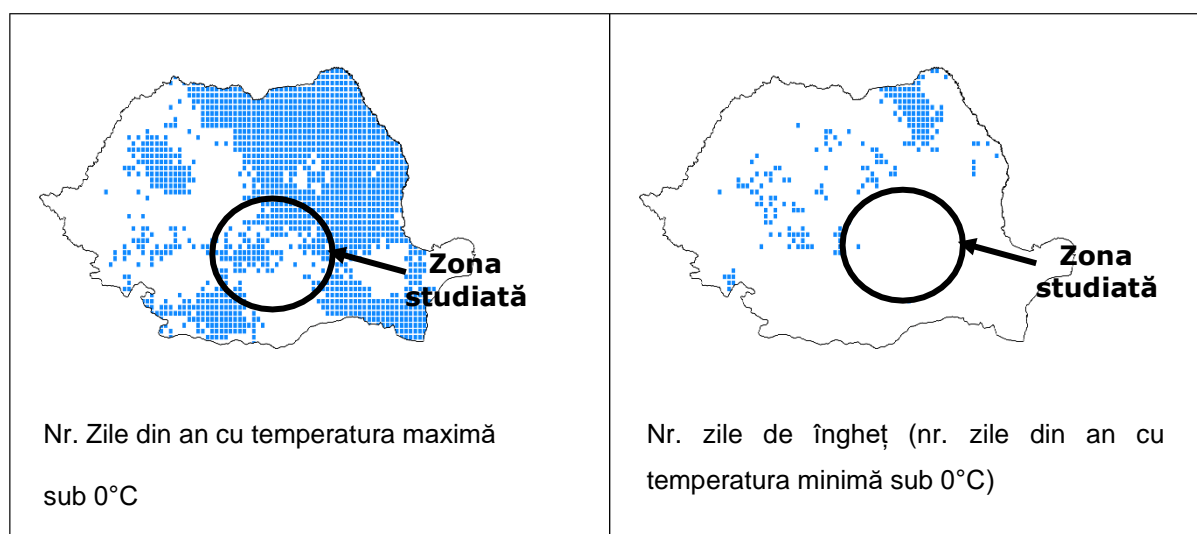 Zona
studiată
Nr. Zile din an cu temperatura maximă
sub 0°C
Zona
studiată
Nr. zile de îngheț (nr. zile din an cu
temperatura minimă sub 0°C)